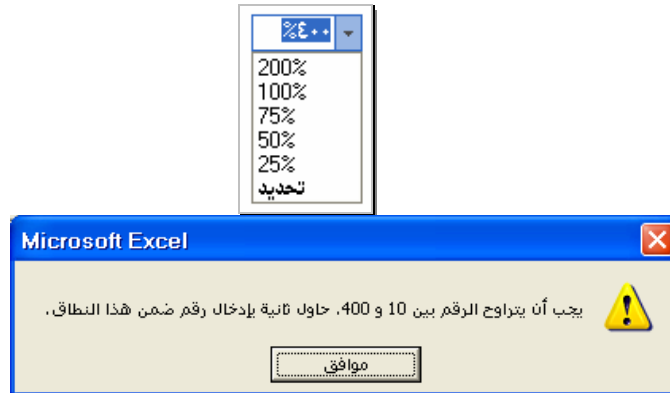 %٤٠٠
200%
100%
75%
50%
25%
تحديد
Microsoft Excel
يجب أن يتراوح الرقم بين 10 و 400. حاول ثانية بإدخال رقم ضمن هذا النطاق.
موافق